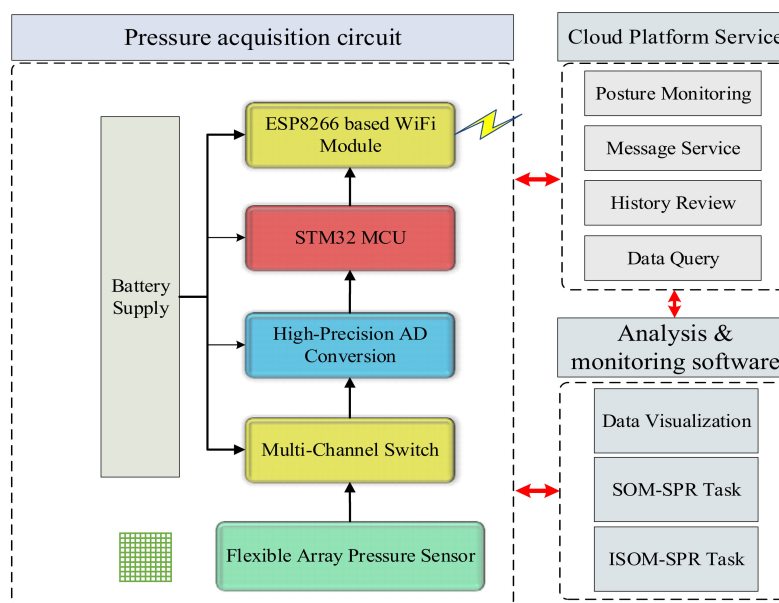 Pressure acquisition circuit
ESP8266 based WiFi
Module
STM32 MCU
Battery
Supply
High-Precision AD
Conversion
Multi-Channel Switch
Flexible Array Pressure Sensor
Cloud Platform Service
Posture Monitoring
Message Service
History Review
Data Query
Analysis &
monitoring software
Data Visualization
SOM-SPR Task
ISOM-SPR Task